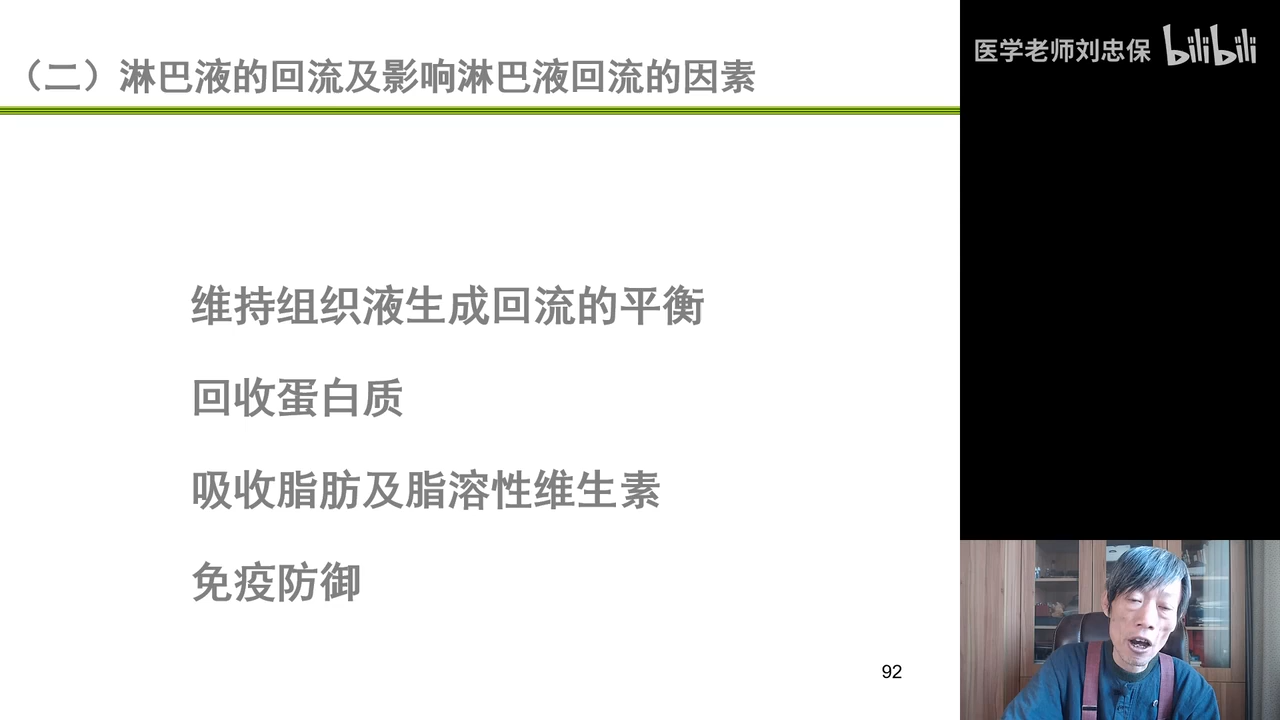 （二）淋巴液的回流及影响淋巴液回流的因素
医学老师刘忠保 bilibili
维持组织液生成回流的平衡
回收蛋白质
吸收脂肪及脂溶性维生素
免疫防御
92